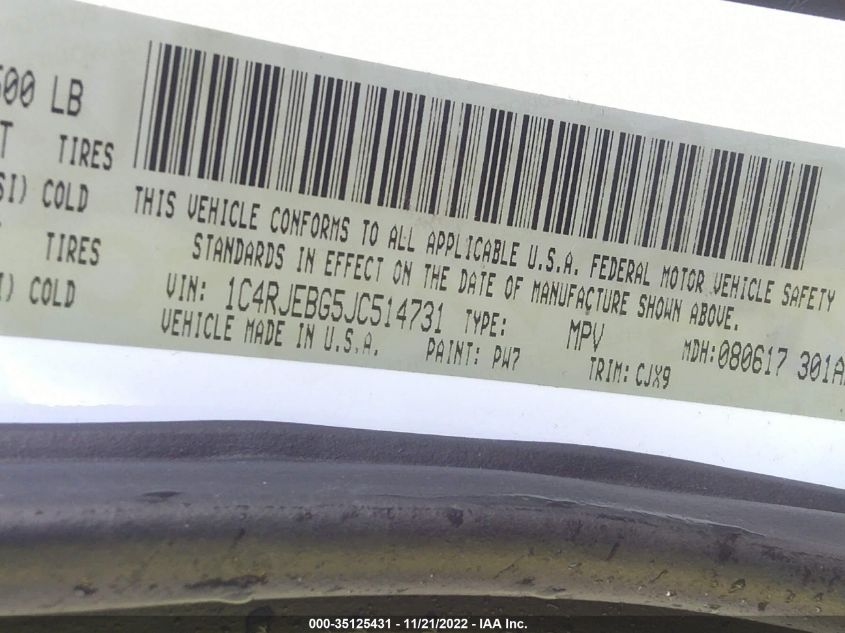 500 LB
T TIRES
SI) COLD
TIRES
I) COLD
THIS VEHICLE CONFORMS TO ALL APPLICABLE U.S.A. FEDERAL MOTOR VEHICLE SAFETY
STANDARDS IN EFFECT ON THE DATE OF MANUFACTURE SHOWN ABOVE.
VIN: 1C4RJEBG5JC514731 TYPE: MPV MDH:080617 301A
VEHICLE MADE IN U.S.A. PAINT: PW7 TRIM: CJX9
000-35125431 - 11/21/2022 - IAA Inc.